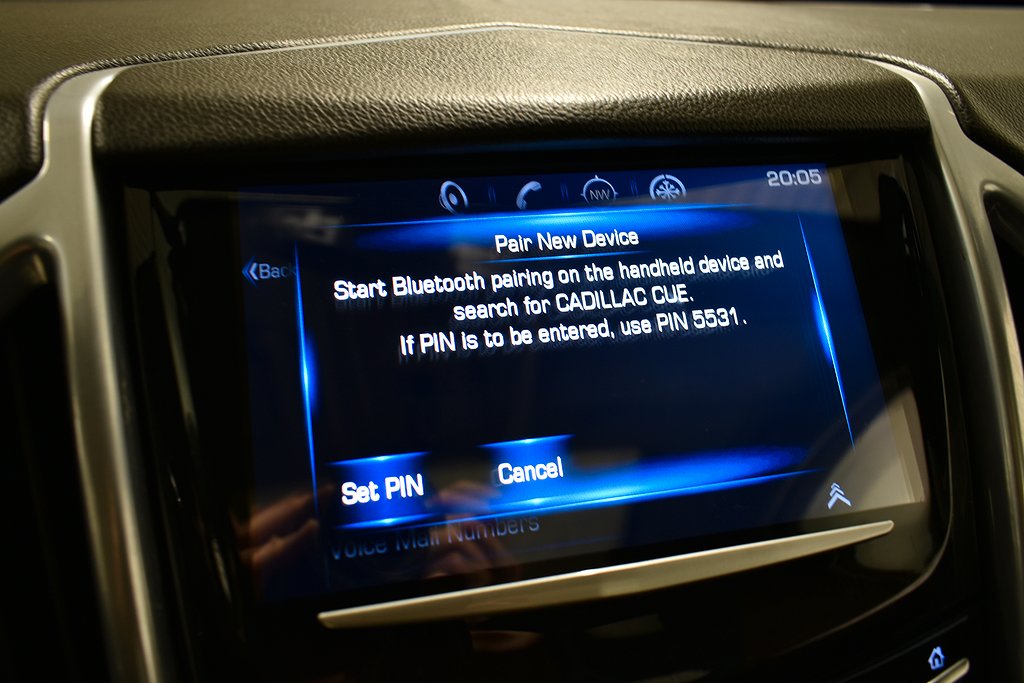 NW
20:05
Pair New Device
Back
Start Bluetooth pairing on the handheld device and
search for CADILLAC CUE.
If PIN is to be entered, use PIN 5531.
Set PIN
Cancel
Voice Mail Numbers